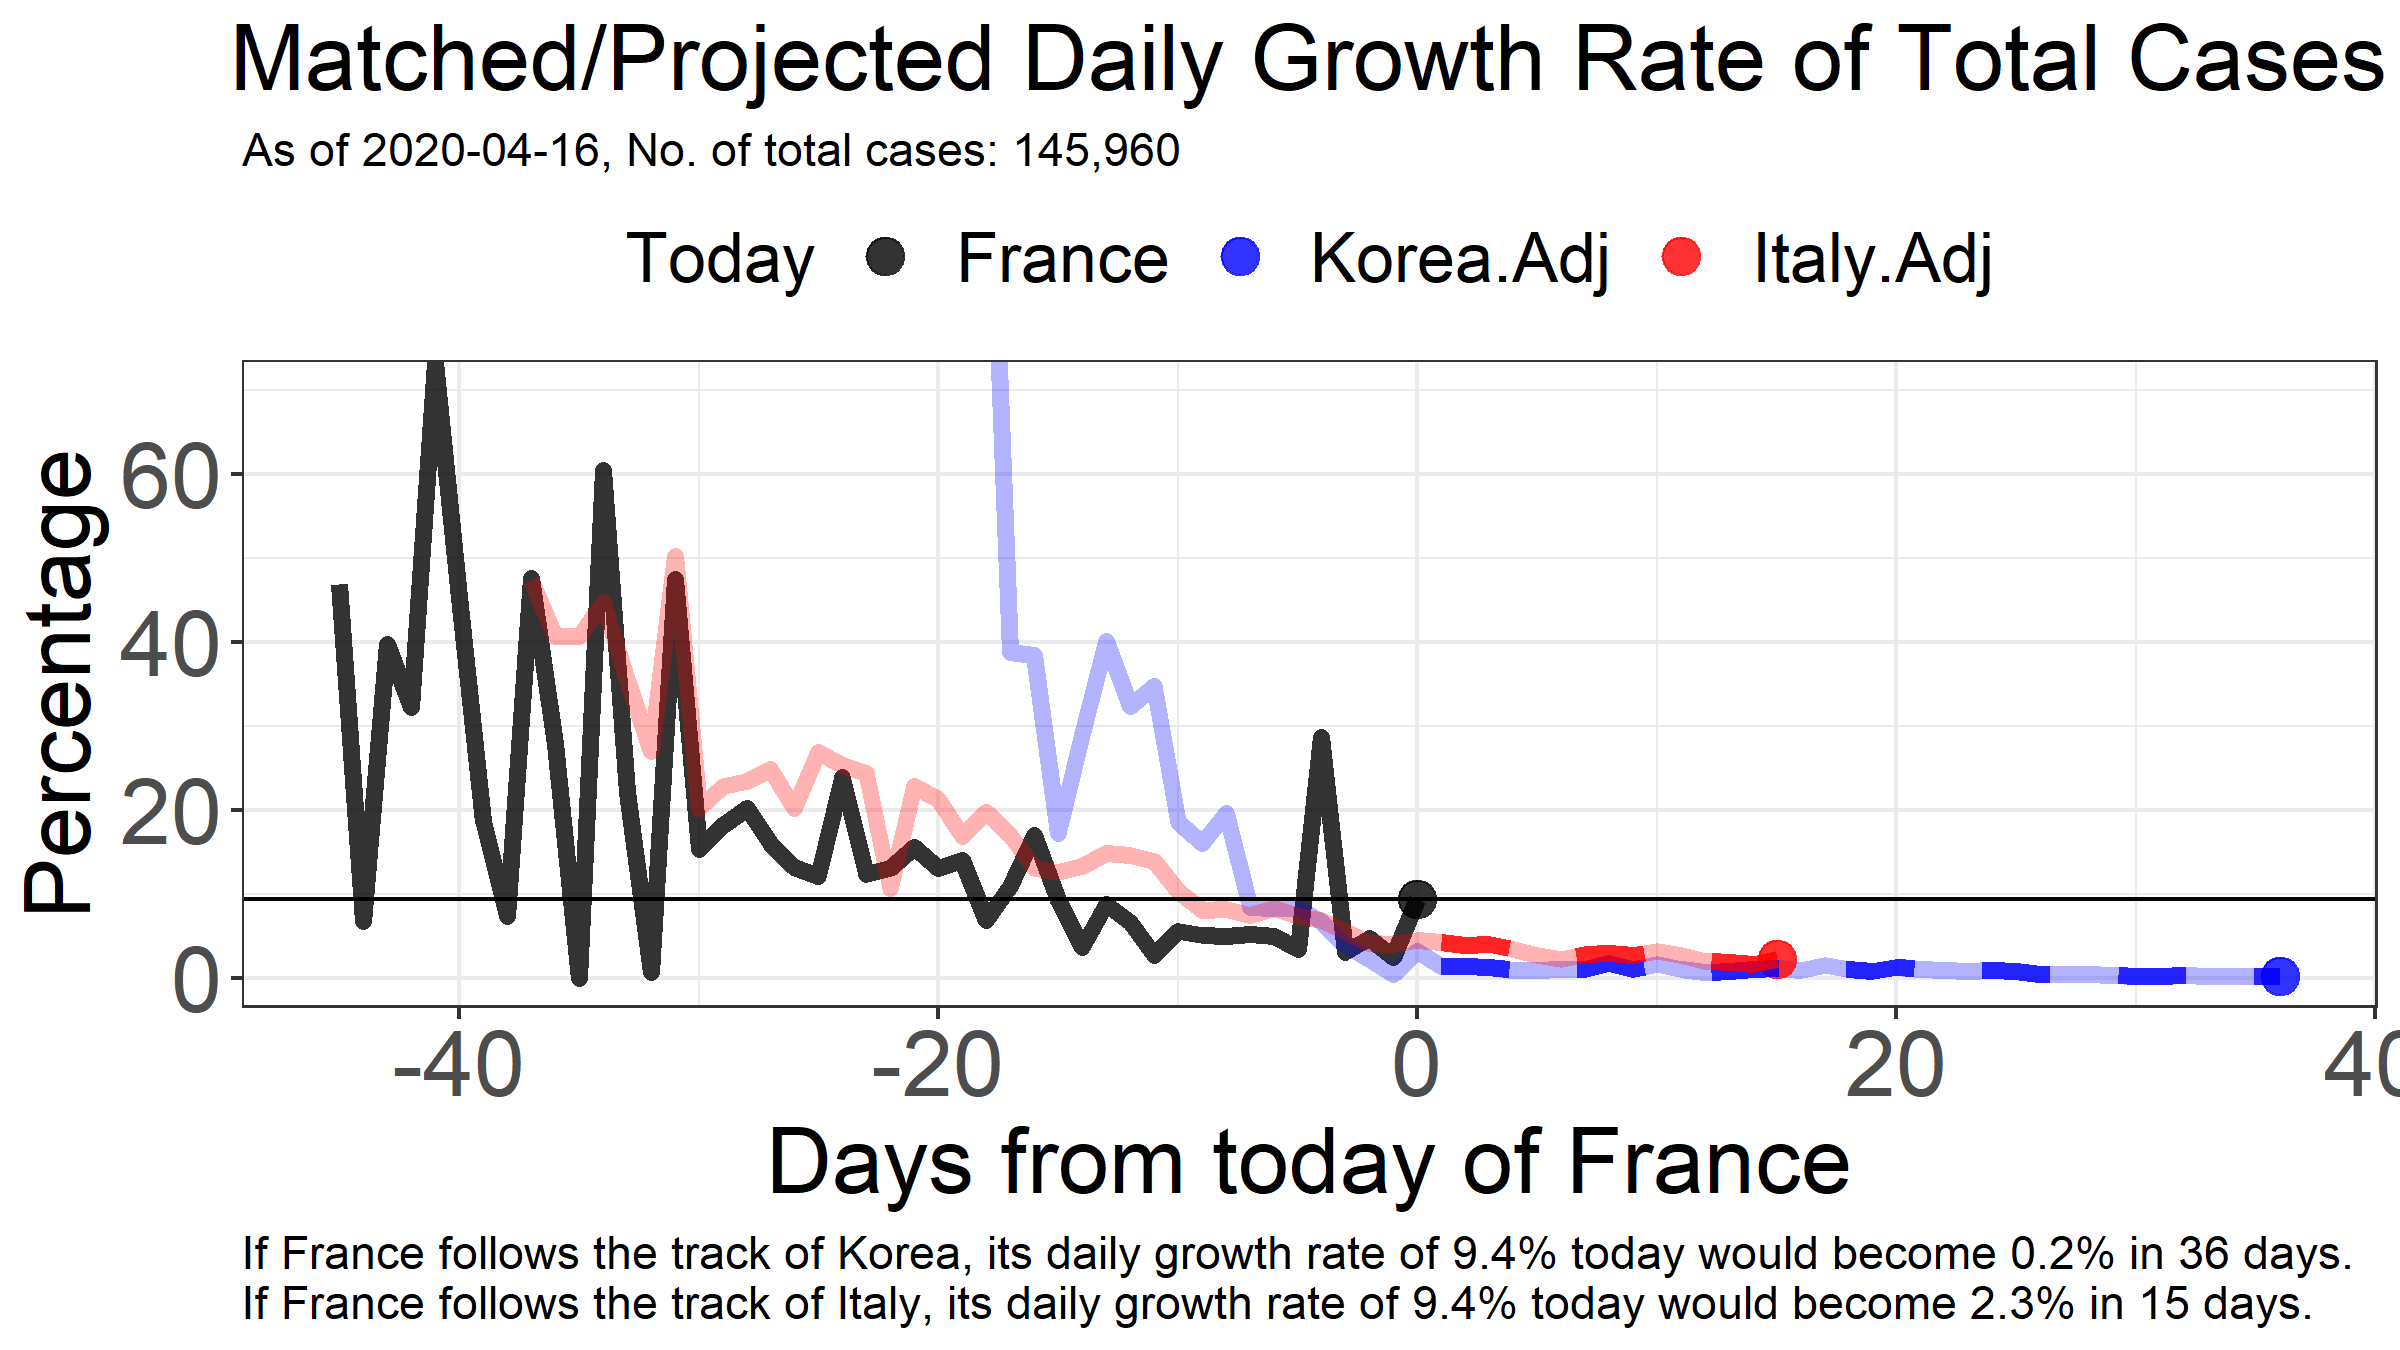 Matched/Projected Daily Growth Rate of Total Cases
As of 2020-04-16, No. of total cases: 145,960
Today France Korea.Adj Italy.Adj
Percentage
60
40
20
0
-40 -20 0 20 40
Days from today of France
If France follows the track of Korea, its daily growth rate of 9.4% today would become 0.2% in 36 days.
If France follows the track of Italy, its daily growth rate of 9.4% today would become 2.3% in 15 days.